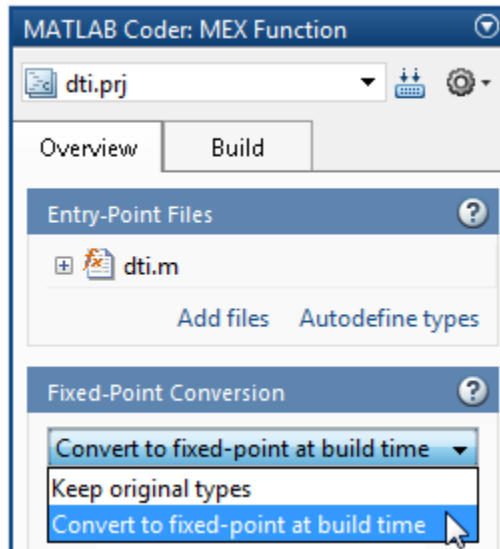 MATLAB Coder: MEX Function
dti.prj
Overview Build
Entry-Point Files ?
dti.m
Add files Autodefine types
Fixed-Point Conversion ?
Convert to fixed-point at build time
Keep original types
Convert to fixed-point at build time